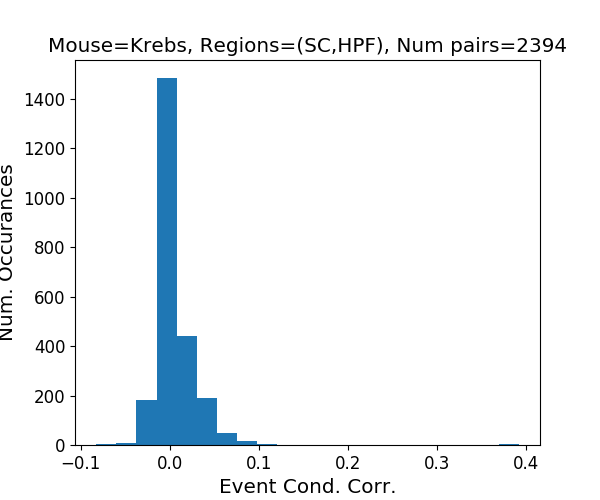 Mouse=Krebs, Regions=(SC,HPF), Num pairs=2394
1400
1200
1000
800
600
400
200
0
Num. Occurances
−0.1 0.0 0.1 0.2 0.3 0.4
Event Cond. Corr.